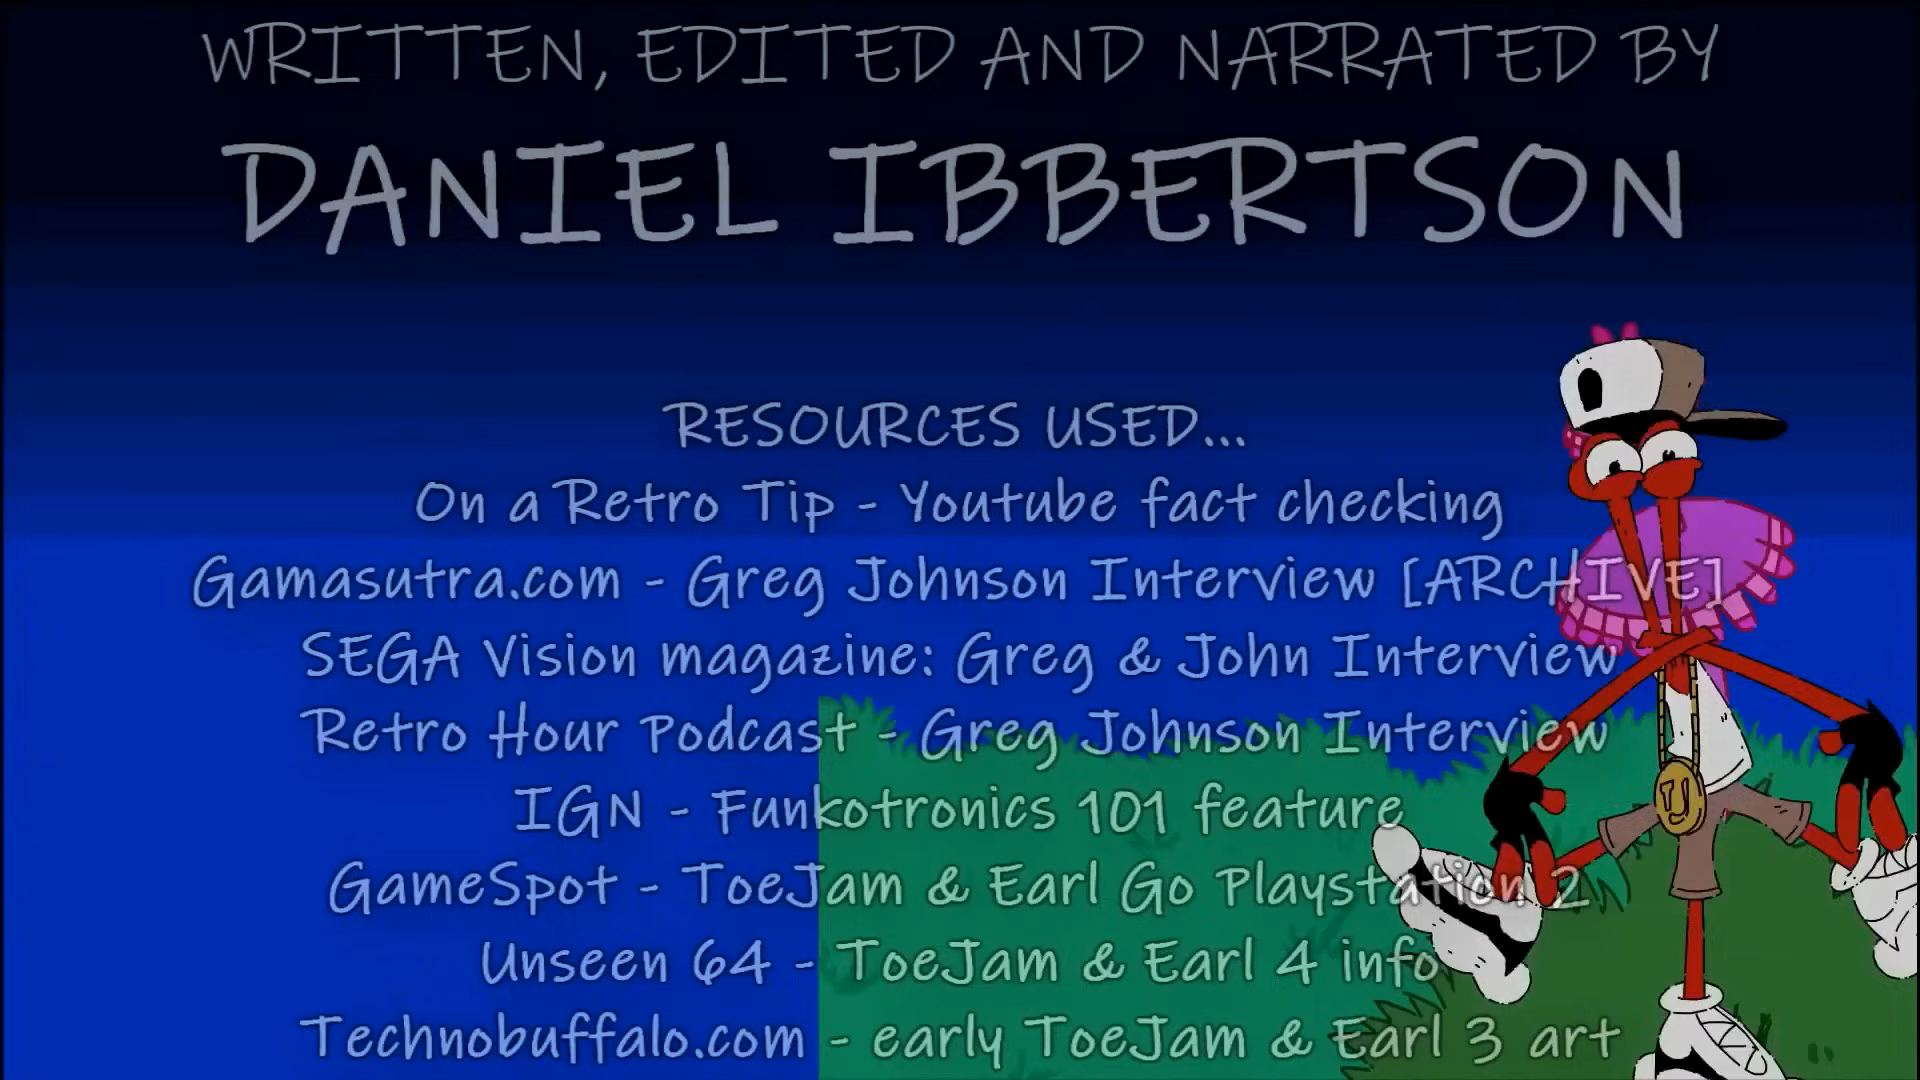 WRITTEN, EDITED AND NARRATED BY
DANIEL IBBERTSON
RESOURCES USED...
On a Retro Tip - Youtube fact checking
Gamasutra.com - Greg Johnson Interview [ARCHIVE]
SEGA Vision magazine: Greg & John Interview
Retro Hour Podcast - Greg Johnson Interview
IGN - Funkotronics 101 feature
GameSpot - ToeJam & Earl Go Playstation 2
Unseen 64 - ToeJam & Earl 4 info
Technobuffalo.com - early ToeJam & Earl 3 art
TJ